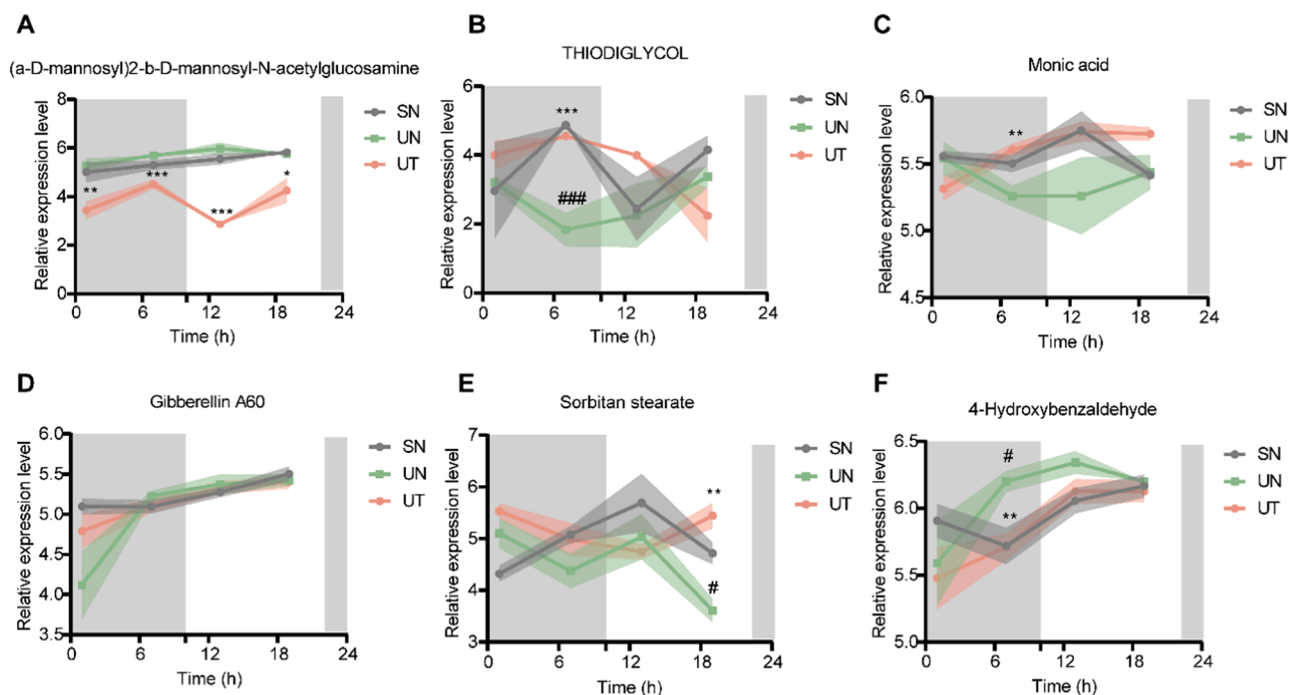 A
(a-D-mannosyl)2-b-D-mannosyl-N-acetylglucosamine
Relative expression level
8
6
4
2
0
**
***
***
*
0
6
12
18
24
Time (h)
SN
UN
UT
B
THIODIGLYCOL
Relative expression level
6
4
2
0
***
###
0
6
12
18
24
Time (h)
SN
UN
UT
C
Monic acid
Relative expression level
6.0
5.5
5.0
4.5
**
0
6
12
18
24
Time (h)
SN
UN
UT
D
Gibberellin A60
Relative expression level
6.0
5.5
5.0
4.5
4.0
3.5
0
6
12
18
24
Time (h)
SN
UN
UT
E
Sorbitan stearate
Relative expression level
7
6
5
4
3
**
#
0
6
12
18
24
Time (h)
SN
UN
UT
F
4-Hydroxybenzaldehyde
Relative expression level
6.5
6.0
5.5
5.0
#
**
0
6
12
18
24
Time (h)
SN
UN
UT